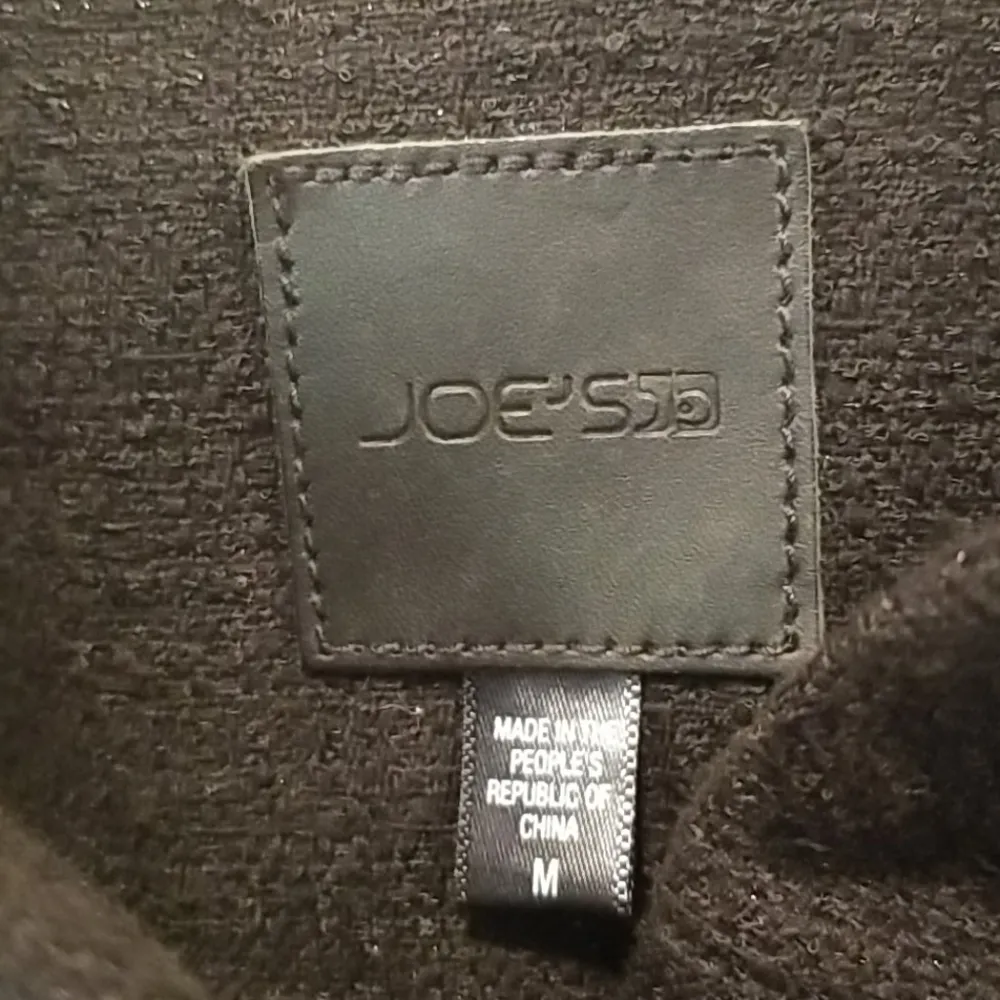 JOE'S
MADE IN THE
PEOPLE'S
REPUBLIC OF
CHINA
M